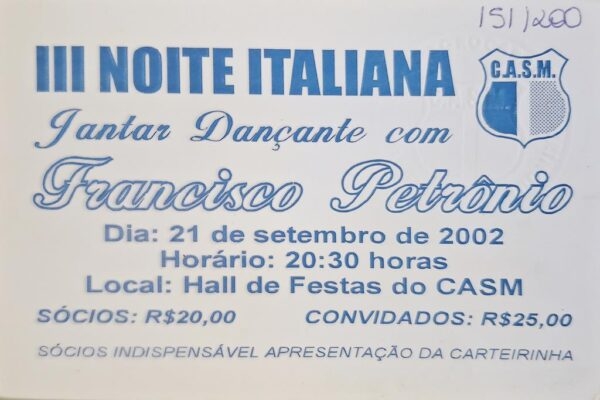 151/200
III NOITE ITALIANA
C.A.S.M.
Jantar Dançante com
Francisco Petrônio
Dia: 21 de setembro de 2002
Horário: 20:30 horas
Local: Hall de Festas do CASM
SÓCIOS: R$20,00 CONVIDADOS: R$25,00
SÓCIOS INDISPENSÁVEL APRESENTAÇÃO DA CARTEIRINHA